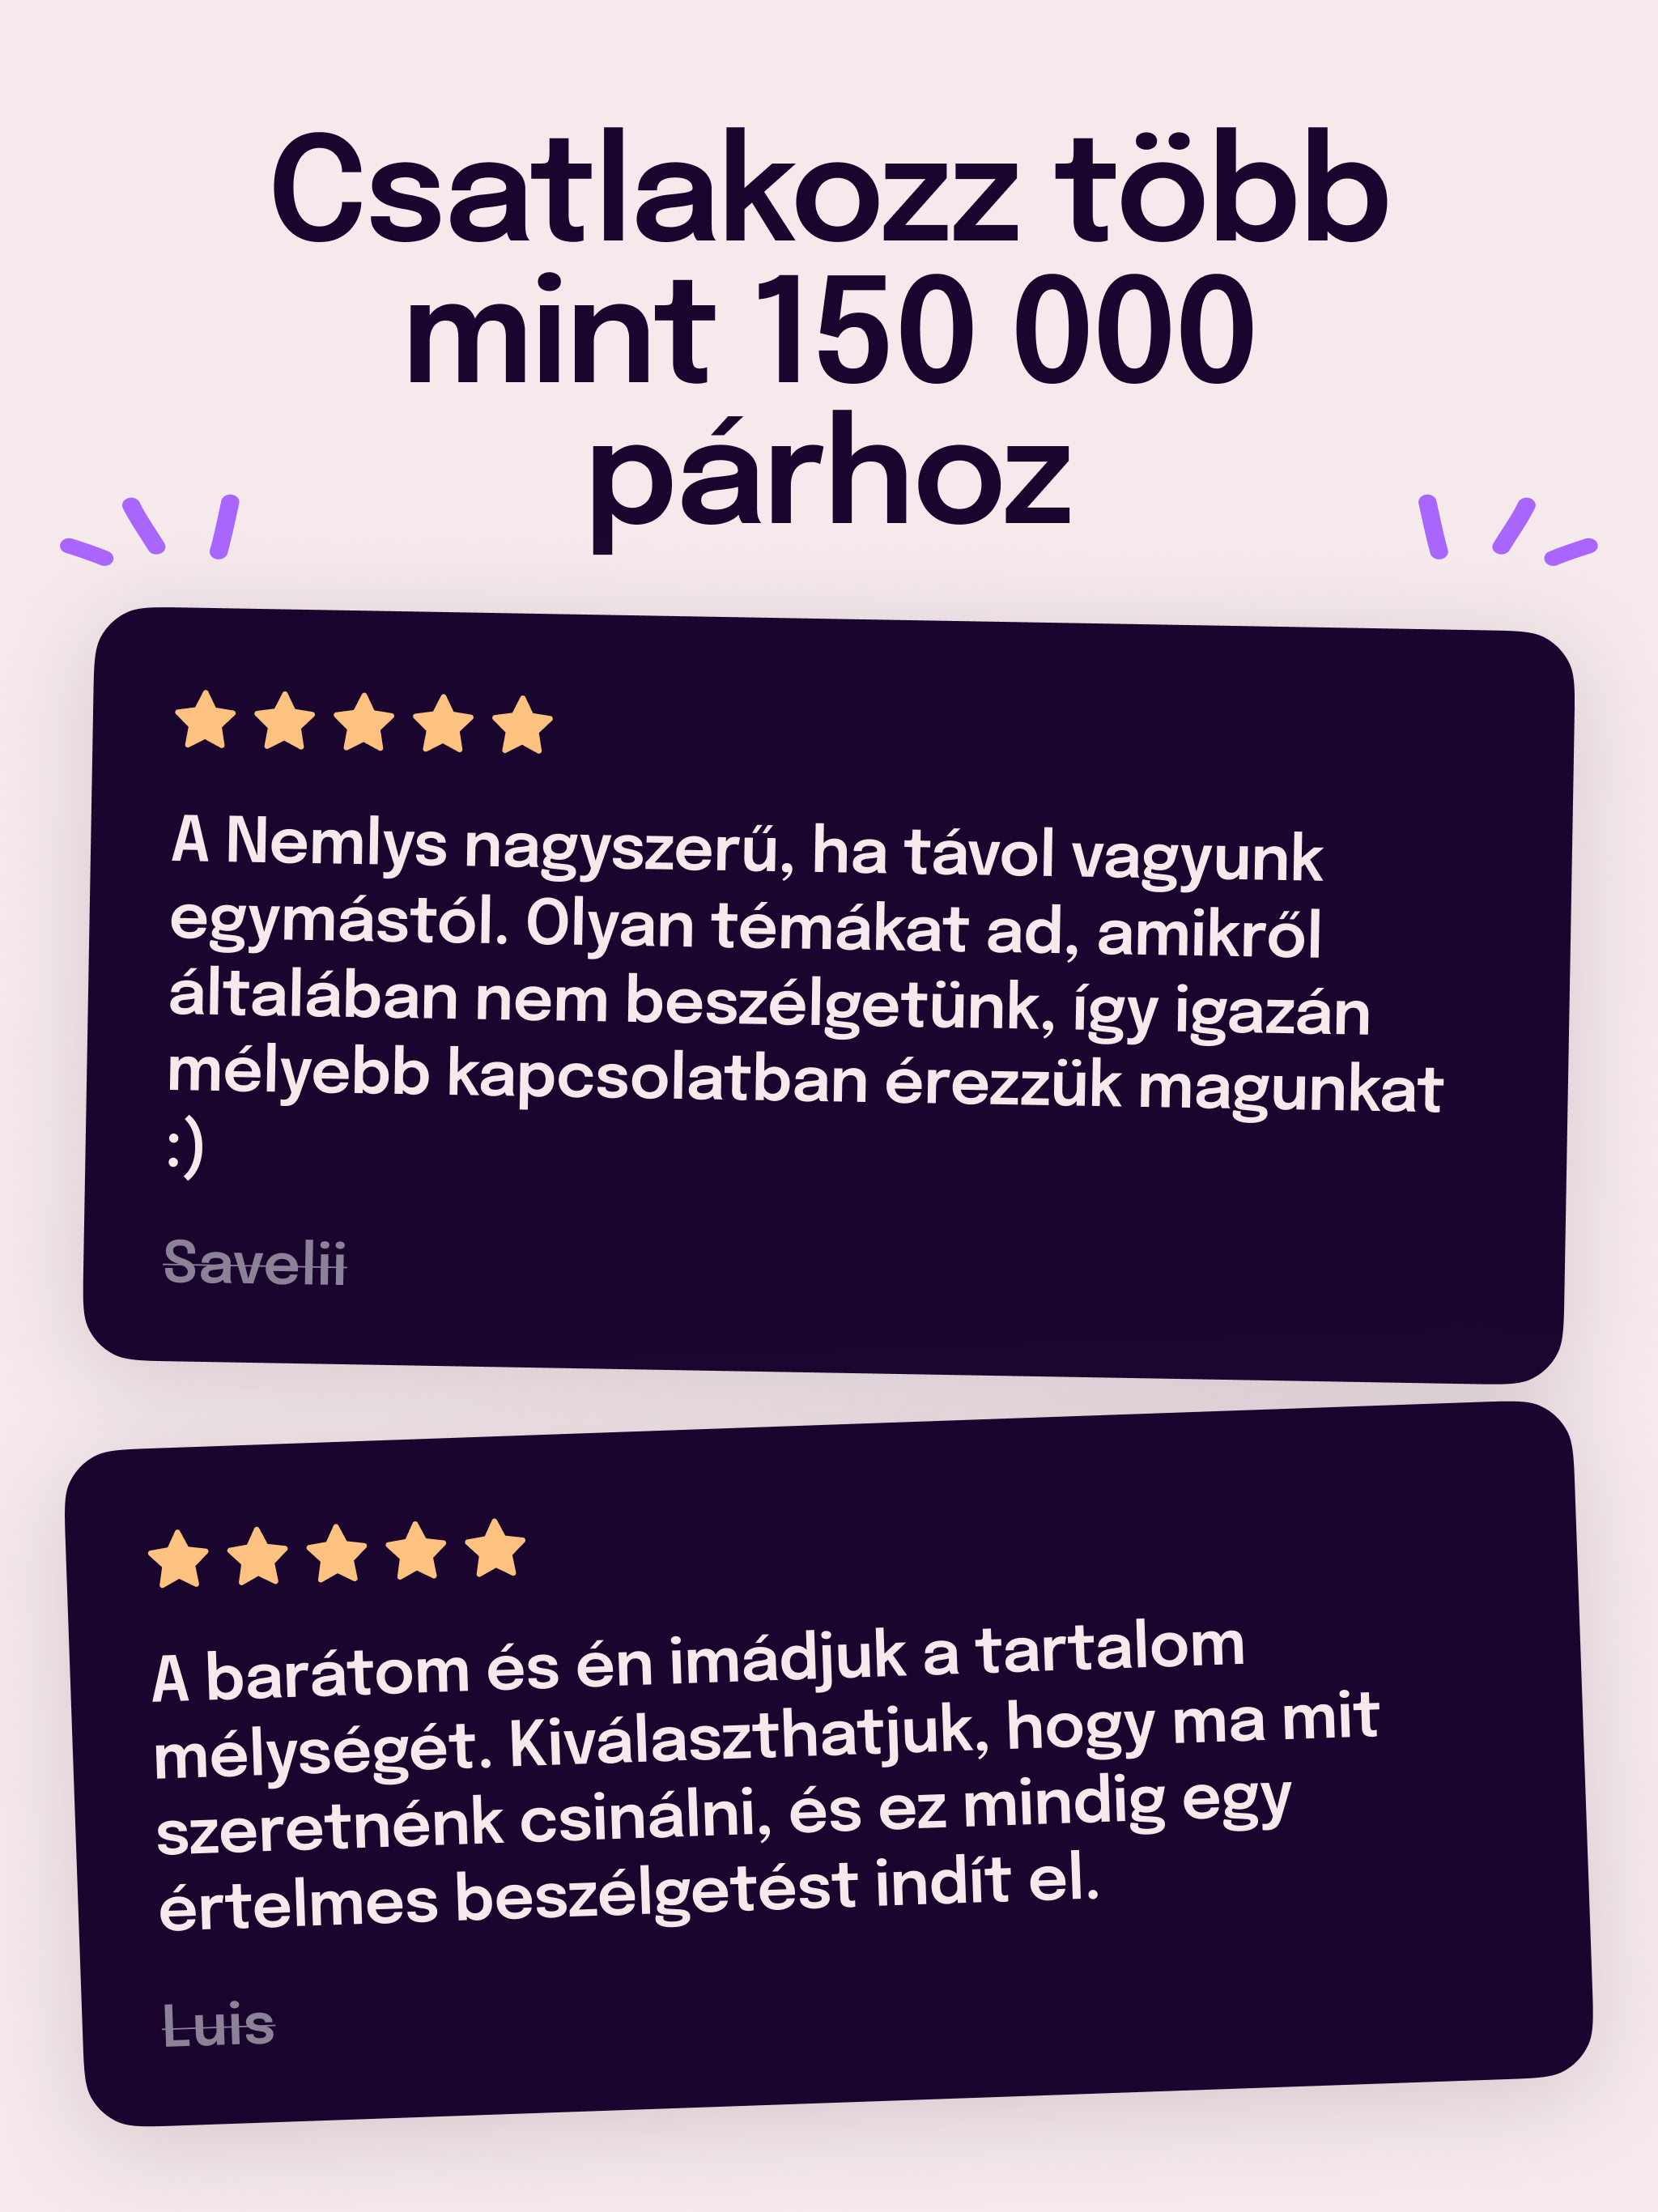 Csatlakozz több
mint 150 000
párhoz
A Nemlys nagyszerű, ha távol vagyunk
egymástól. Olyan témákat ad, amikről
általában nem beszélgetünk, így igazán
mélyebb kapcsolatban érezzük magunkat
:)
Savelii
A barátom és én imádjuk a tartalom
mélységét. Kiválaszthatjuk, hogy ma mit
szeretnénk csinálni, és ez mindig egy
értelmes beszélgetést indít el.
Luis